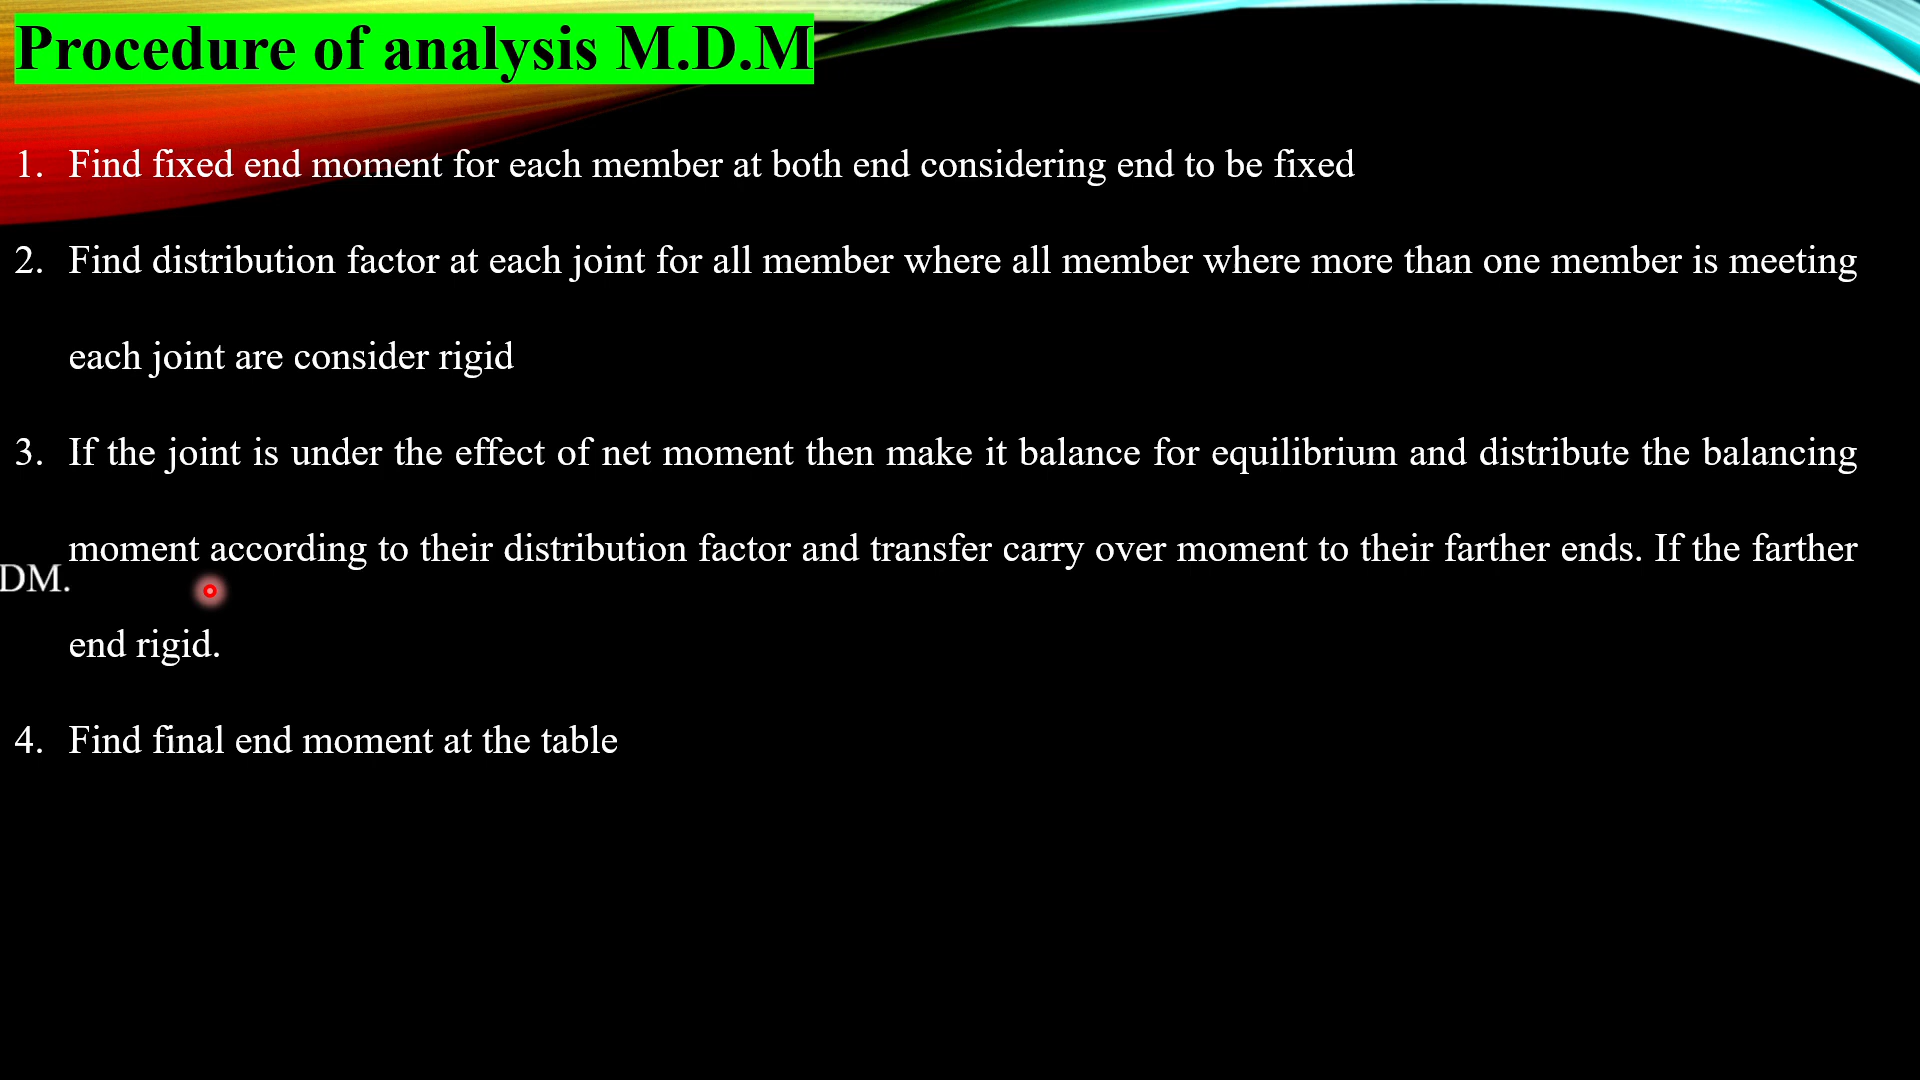 Procedure of analysis M.D.M
1. Find fixed end moment for each member at both end considering end to be fixed
2. Find distribution factor at each joint for all member where all member where more than one member is meeting
each joint are consider rigid
3. If the joint is under the effect of net moment then make it balance for equilibrium and distribute the balancing
moment according to their distribution factor and transfer carry over moment to their farther ends. If the farther
DM.
end rigid.
4. Find final end moment at the table